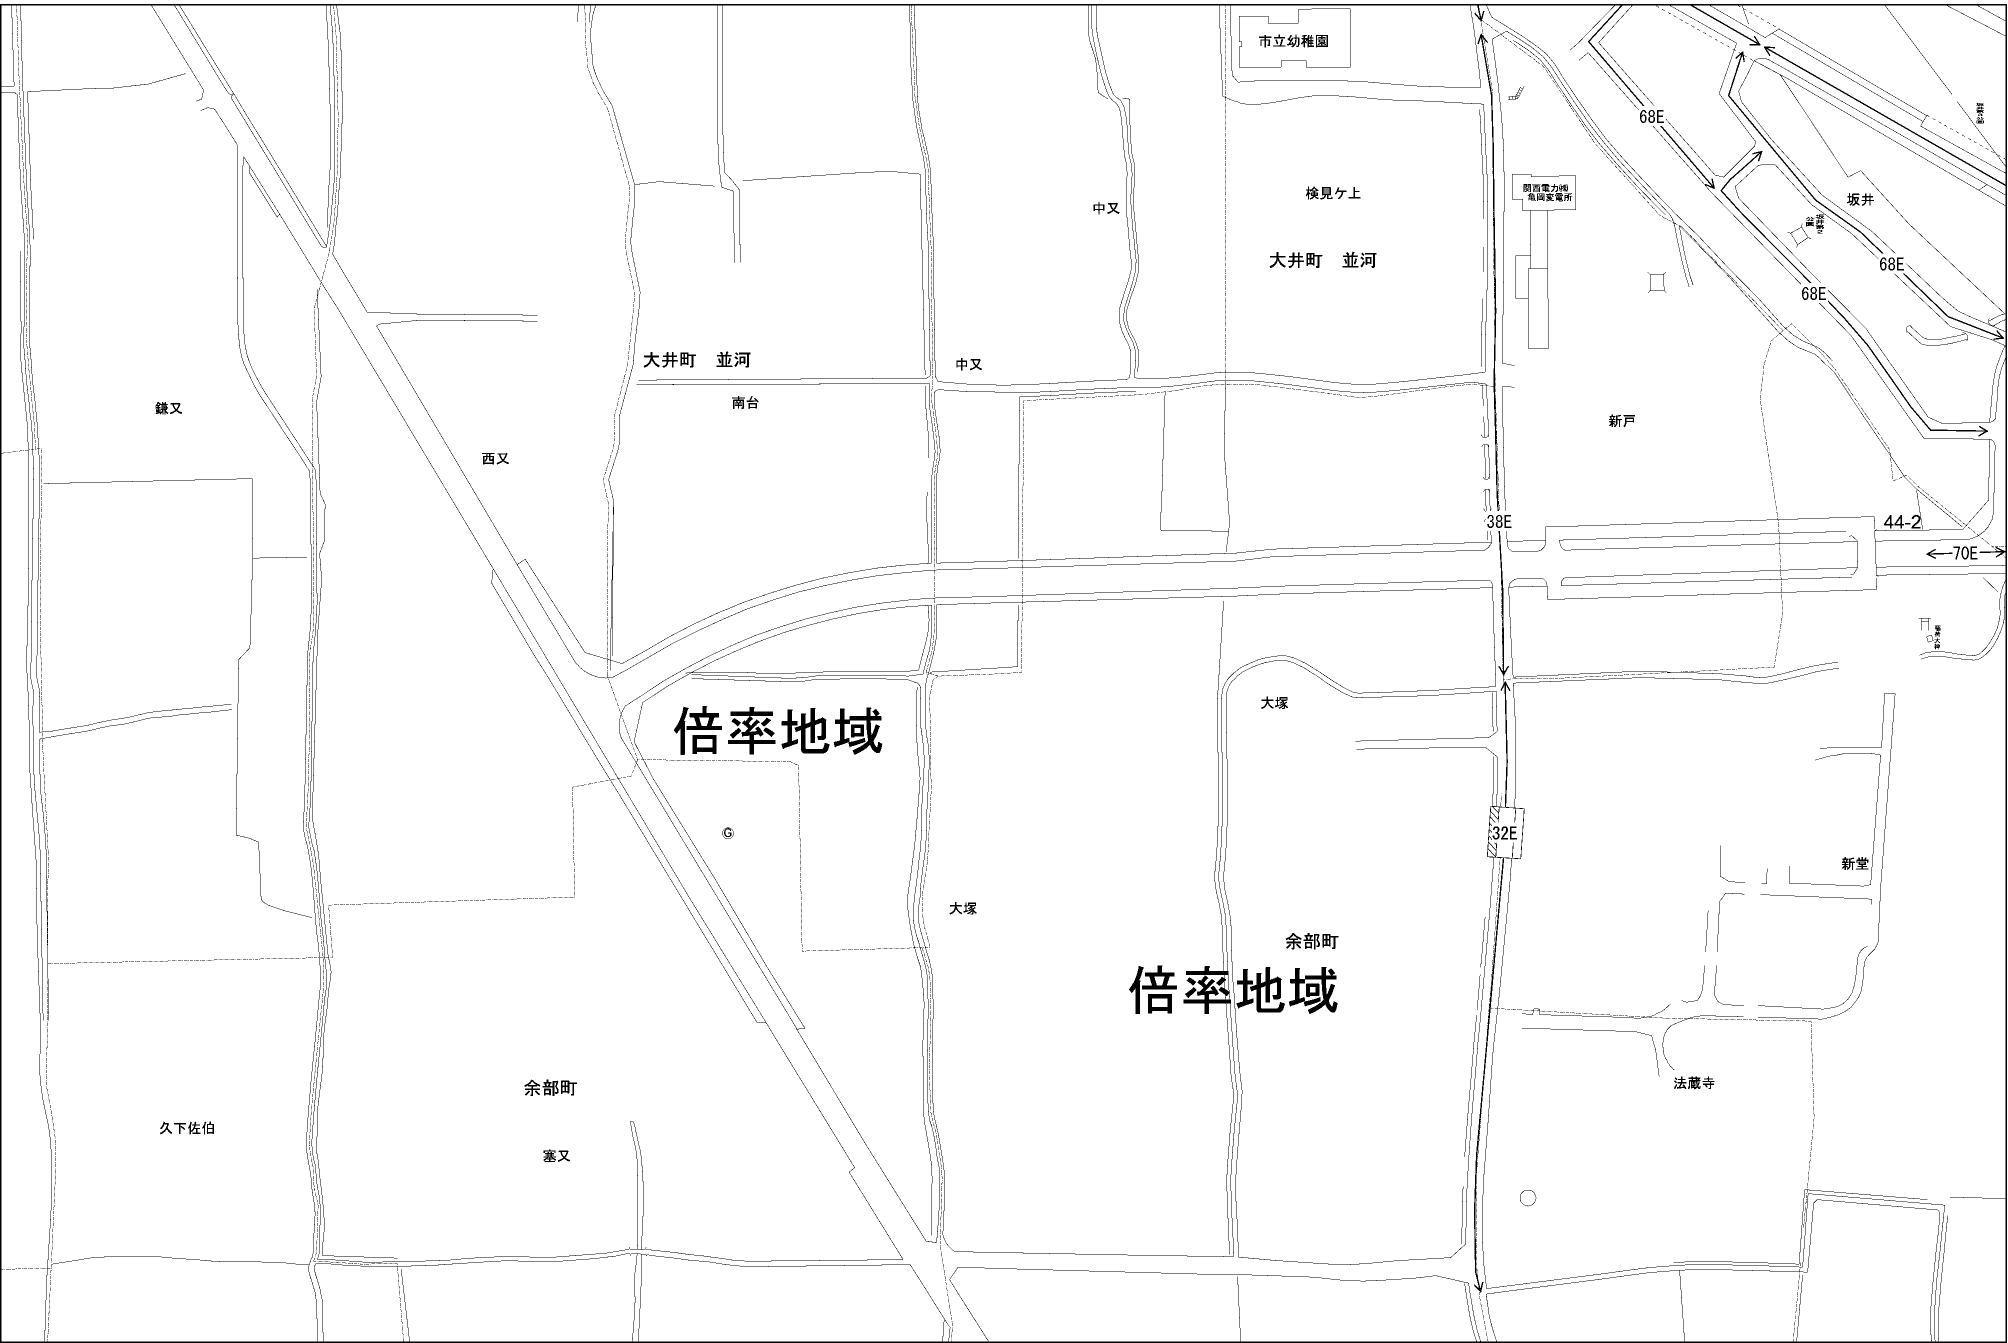 市立幼稚園
68E
関西電力㈱
亀岡変電所
検見ケ上
中又
坂井
大井町　並河
68E
68E
大井町　並河
中又
南台
鎌又
新戸
西又
38E
44-2
70E
稲荷大神
大塚
倍率地域
G
32E
新堂
大塚
余部町
倍率地域
法蔵寺
余部町
久下佐伯
塞又